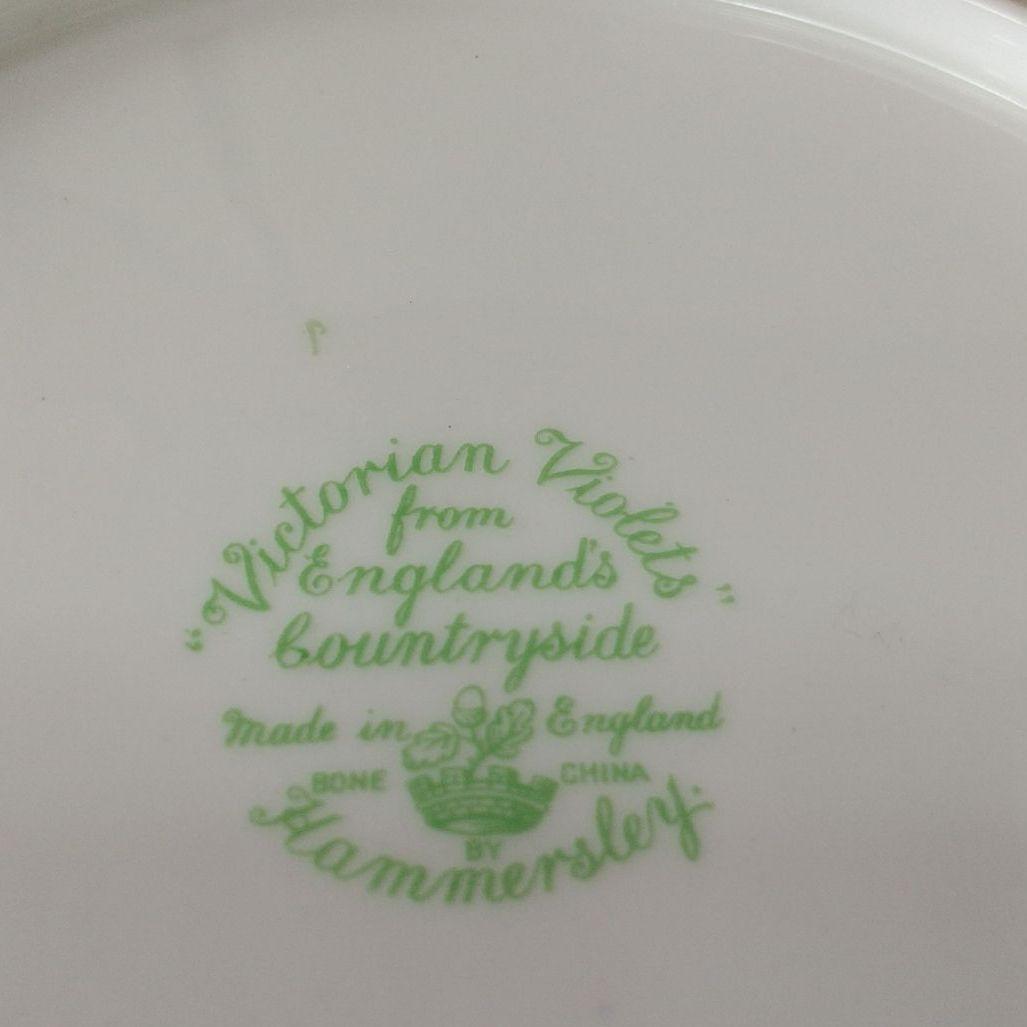 "Victorian Violets"
from
England's
Countryside
made in England
BONE CHINA
BY
Hammersley.